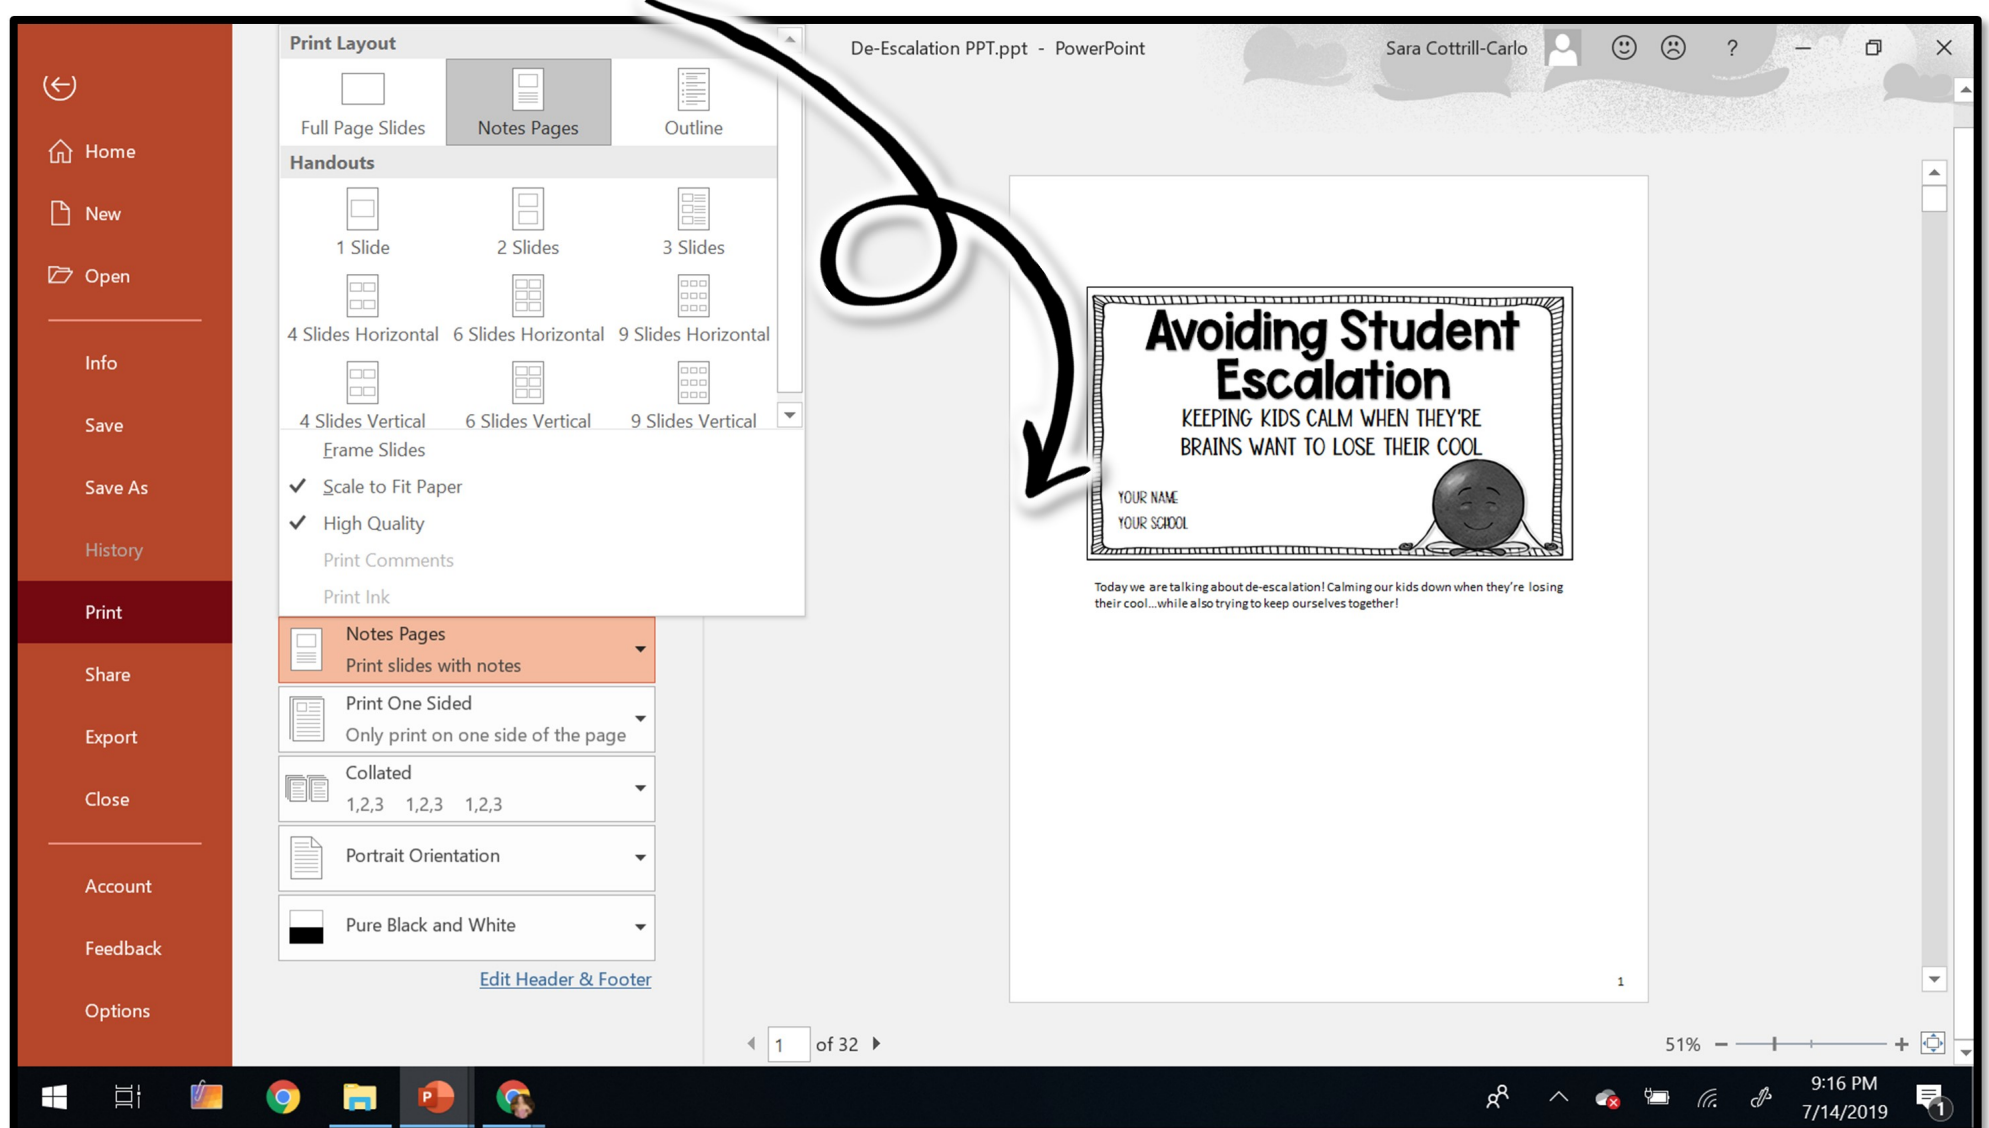 Print Layout
De-Escalation PPT.ppt - PowerPoint
Sara Cottrill-Carlo
?
Full Page Slides
Notes Pages
Outline
Handouts
1 Slide
2 Slides
3 Slides
4 Slides Horizontal
6 Slides Horizontal
9 Slides Horizontal
4 Slides Vertical
6 Slides Vertical
9 Slides Vertical
Frame Slides
Scale to Fit Paper
High Quality
Print Comments
Print Ink
Notes Pages
Print slides with notes
Print One Sided
Only print on one side of the page
Collated
1,2,3 1,2,3 1,2,3
Portrait Orientation
Pure Black and White
Edit Header & Footer
Home
New
Open
Info
Save
Save As
History
Print
Share
Export
Close
Account
Feedback
Options
Avoiding Student
Escalation
KEEPING KIDS CALM WHEN THEY'RE
BRAINS WANT TO LOSE THEIR COOL
YOUR NAME
YOUR SCHOOL
Today we are talking about de-escalation! Calming our kids down when they're losing
their cool...while also trying to keep ourselves together!
1
1 of 32
51%
9:16 PM
7/14/2019
1